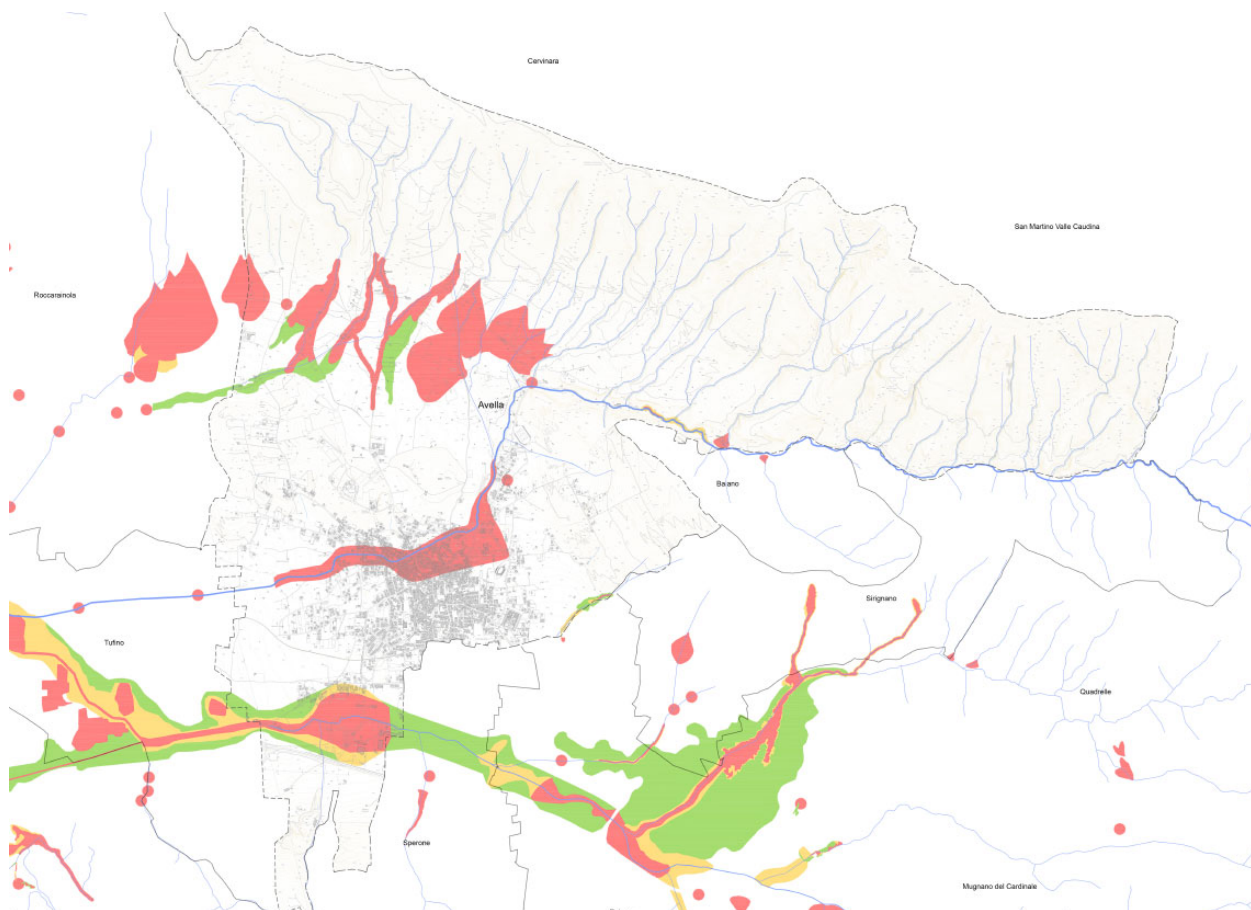 Cervinara
San Martino Valle Caudina
Roccarainola
Avella
Baiano
Sirignano
Tufino
Quadrelle
Sperone
Mugnano del Cardinale